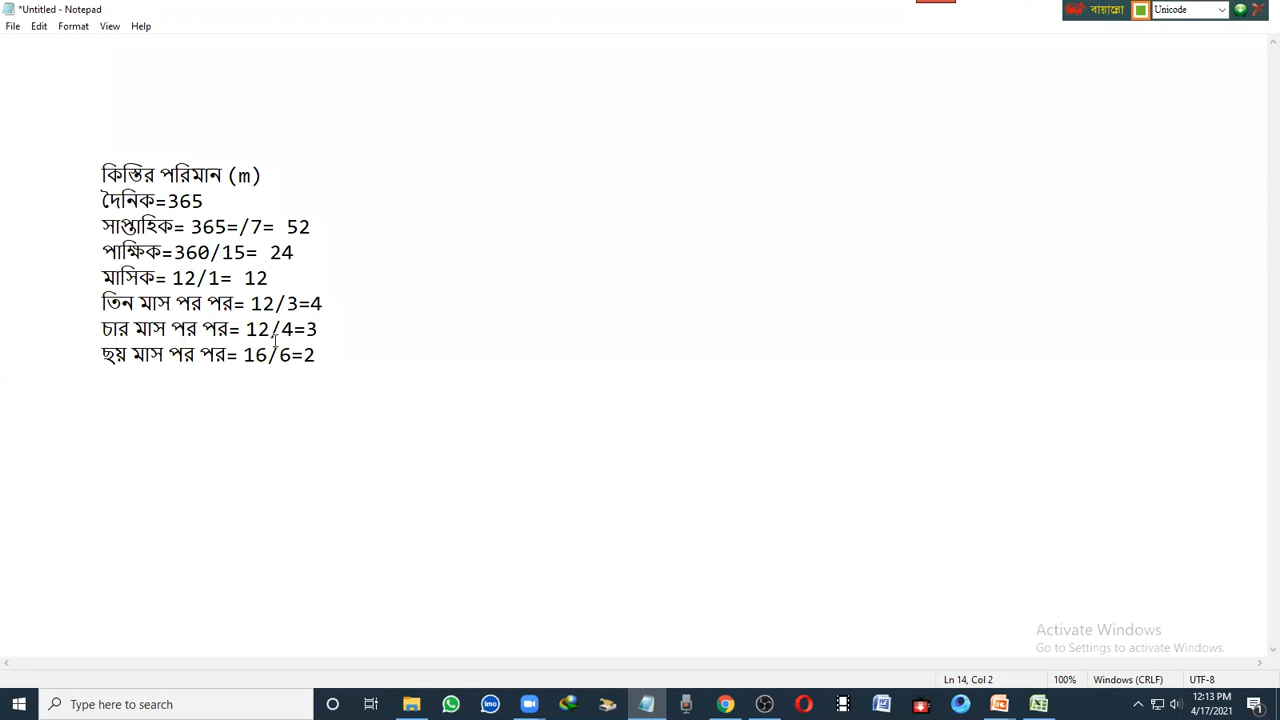 *Untitled - Notepad
বায়ান্নো
Unicode
File Edit Format View Help
কিস্তির পরিমান (m)
দৈনিক=365
সাপ্তাহিক= 365=/7= 52
পাক্ষিক=360/15= 24
মাসিক= 12/1= 12
তিন মাস পর পর= 12/3=4
চার মাস পর পর= 12/4=3
ছয় মাস পর পর= 16/6=2
Activate Windows
Go to Settings to activate Windows.
Ln 14, Col 2 100% Windows (CRLF) UTF-8
Type here to search
imo
12:13 PM
4/17/2021
1